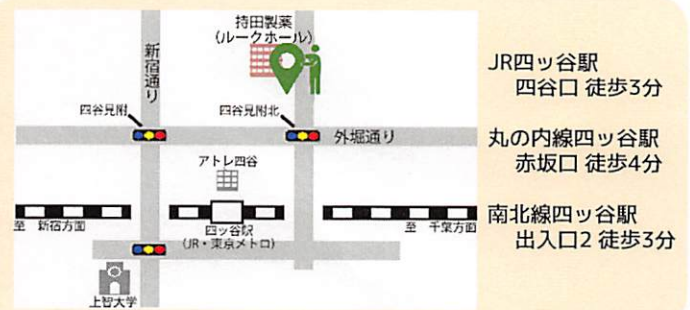 持田製薬
(ルークホール)
新宿通り
四谷見附
四谷見附北
外堀通り
アトレ四谷
至 新宿方面
四ッ谷駅
(JR・東京メトロ)
至 千葉方面
上智大学
JR四ッ谷駅
四谷口 徒歩3分
丸の内線四ッ谷駅
赤坂口 徒歩4分
南北線四ッ谷駅
出入口2 徒歩3分